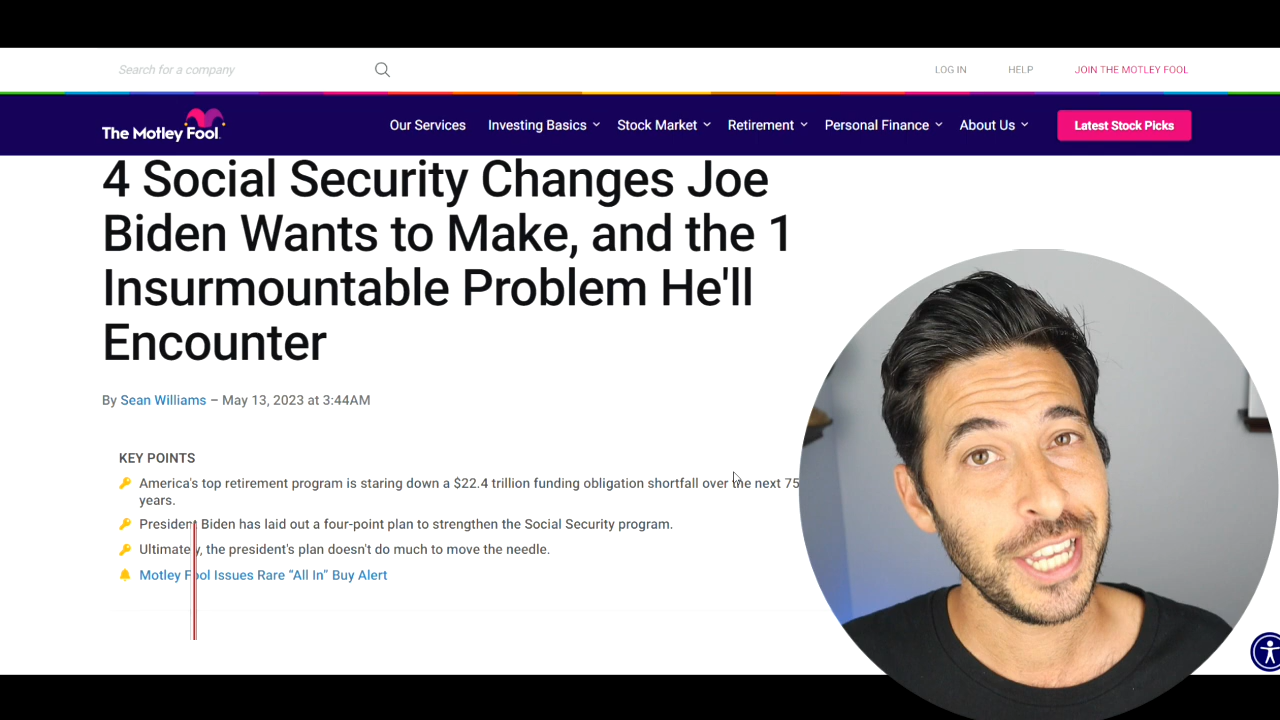 Search for a company
LOG IN
HELP
JOIN THE MOTLEY FOOL
The Motley Fool.
Our Services
Investing Basics
Stock Market
Retirement
Personal Finance
About Us
Latest Stock Picks
4 Social Security Changes Joe
Biden Wants to Make, and the 1
Insurmountable Problem He'll
Encounter
By Sean Williams – May 13, 2023 at 3:44AM
KEY POINTS
America's top retirement program is staring down a $22.4 trillion funding obligation shortfall over the next 75
years.
President Biden has laid out a four-point plan to strengthen the Social Security program.
Ultimately, the president's plan doesn't do much to move the needle.
Motley Fool Issues Rare “All In” Buy Alert